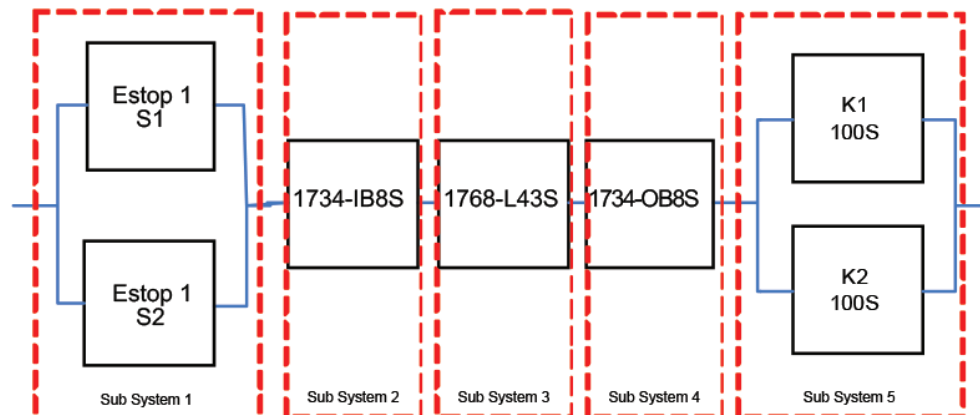 Estop 1
S1
Estop 1
S2
Sub System 1
1734-IB8S
Sub System 2
1768-L43S
Sub System 3
1734-OB8S
Sub System 4
K1
100S
K2
100S
Sub System 5